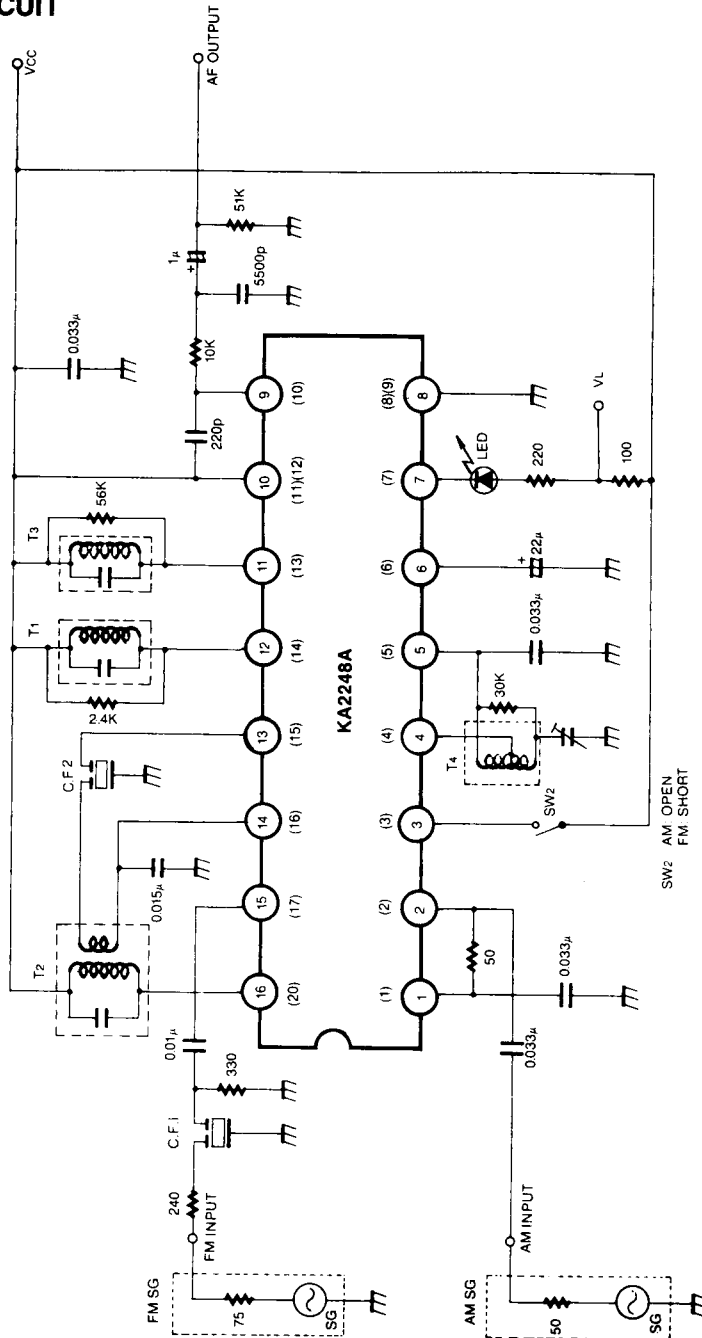 cuit
Vcc
AF OUTPUT
51K
1μ
+
5500p
0.033μ
10K
220p
56K
T3
T1
2.4K
C.F.2
0.015μ
T2
0.01μ
330
C.F.1
240
FM INPUT
FM SG
75
SG
9
(10)
10
(11)(12)
11
(13)
12
(14)
13
(15)
14
(16)
15
(17)
16
(20)
KA2248A
8
(8)(9)
7
(7)
6
(6)
5
(5)
4
(4)
3
(3)
2
(2)
1
(1)
LED
220
VL
100
+
22μ
0.033μ
30K
T4
SW2
SW2 AM: OPEN
FM: SHORT
50
0.033μ
0.033μ
AM INPUT
AM SG
50
SG